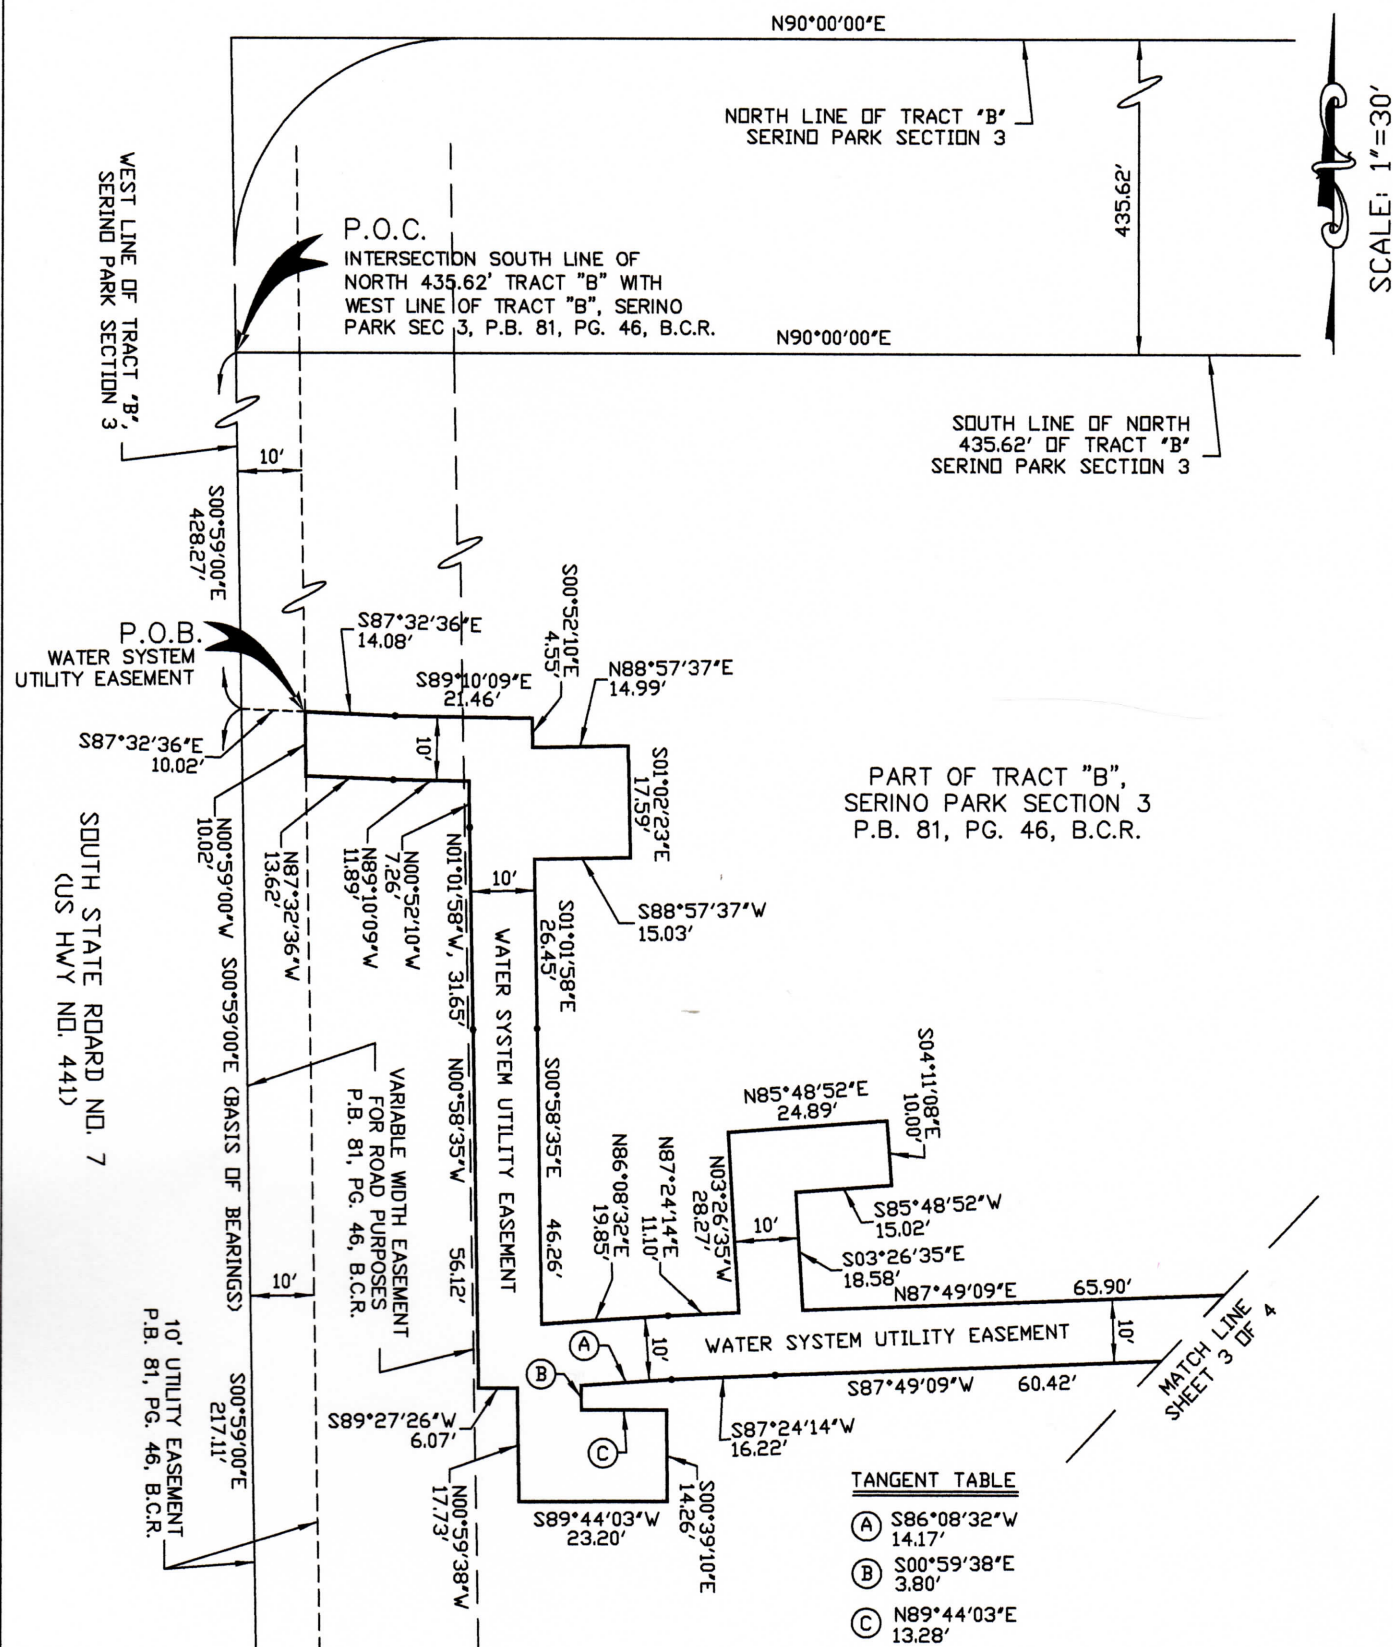 N90°00'00"E
NORTH LINE OF TRACT "B"
SERINO PARK SECTION 3
435.62'
SCALE: 1"=30'
WEST LINE OF TRACT "B",
SERINO PARK SECTION 3
P.O.C.
INTERSECTION SOUTH LINE OF
NORTH 435.62' TRACT "B" WITH
WEST LINE OF TRACT "B", SERINO
PARK SEC 3, P.B. 81, PG. 46, B.C.R.
N90°00'00"E
SOUTH LINE OF NORTH
435.62' OF TRACT "B"
SERINO PARK SECTION 3
10'
S00°59'00"E
428.27'
P.O.B.
WATER SYSTEM
UTILITY EASEMENT
S87°32'36"E
14.08'
S89°10'09"E
21.46'
S00°52'10"E
4.55'
N88°57'37"E
14.99'
S87°32'36"E
10.02'
10'
S01°02'23"E
17.59'
PART OF TRACT "B",
SERINO PARK SECTION 3
P.B. 81, PG. 46, B.C.R.
N00°59'00"W
10.02'
N87°32'36"W
13.62'
N89°10'09"W
11.89'
N00°52'10"W
7.26'
N01°01'58"W, 31.65'
10'
S88°57'37"W
15.03'
S01°01'58"E
26.45'
WATER SYSTEM UTILITY EASEMENT
SOUTH STATE ROARD NO. 7
(US HWY NO. 441)
S00°59'00"E (BASIS OF BEARINGS)
VARIABLE WIDTH EASEMENT
FOR ROAD PURPOSES
P.B. 81, PG. 46, B.C.R.
N00°58'35"W 56.12'
S00°58'35"E 46.26'
N86°08'32"E
19.85'
N87°24'14"E
11.10'
N03°26'35"W
28.27'
N85°48'52"E
24.89'
S04°11'08"E
10.00'
S85°48'52"W
15.02'
10'
S03°26'35"E
18.58'
N87°49'09"E 65.90'
10'
WATER SYSTEM UTILITY EASEMENT
10'
10'
MATCH LINE
SHEET 3 OF 4
S87°49'09"W 60.42'
A
B
C
S87°24'14"W
16.22'
S89°27'26"W
6.07'
N00°59'38"W
17.73'
S89°44'03"W
23.20'
S00°39'10"E
14.26'
S00°59'00"E
217.11'
10' UTILITY EASEMENT
P.B. 81, PG. 46, B.C.R.
TANGENT TABLE
A S86°08'32"W
14.17'
B S00°59'38"E
3.80'
C N89°44'03"E
13.28'